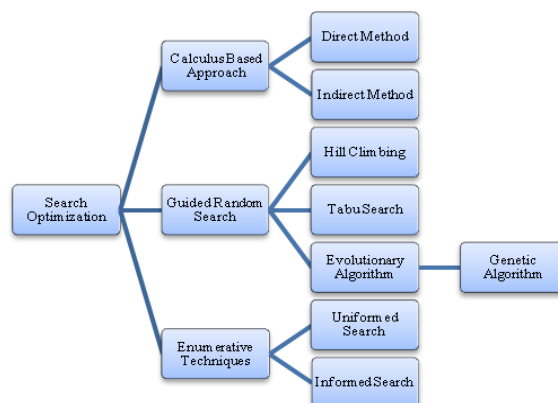 Direct Method
Calculus Based
Approach
Indirect Method
Hill Climbing
Search
Optimization
Guided Random
Search
Tabu Search
Evolutionary
Algorithm
Genetic
Algorithm
Uniformed
Search
Enumerative
Techniques
Informed Search